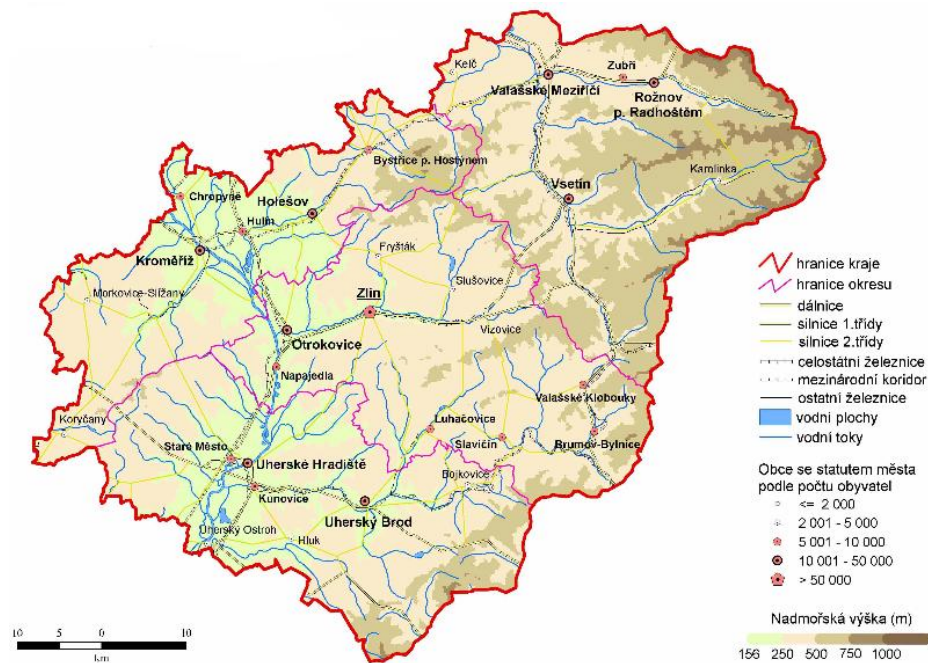 Kelč
Zubří
Valašské Meziříčí
Rožnov
p. Radhoštěm
Bystřice p. Hostýnem
Karolinka
Vsetín
Chropyně
Holešov
Hulín
Kroměříž
Fryšták
Slušovice
Morkovice-Slížany
Zlín
Vizovice
Otrokovice
Napajedla
Valašské Klobouky
Koryčany
Luhačovice
Staré Město
Slavičín
Brumov-Bylnice
Uherské Hradiště
Bojkovice
Kunovice
Uherský Brod
Uherský Ostroh
Hluk
hranice kraje
hranice okresu
dálnice
silnice 1.třídy
silnice 2.třídy
celostátní železnice
mezinárodní koridor
ostatní železnice
vodní plochy
vodní toky
Obce se statutem města
podle počtu obyvatel
<= 2 000
2 001 - 5 000
5 001 - 10 000
10 001 - 50 000
> 50 000
Nadmořská výška (m)
156 250 500 750 1000
10 5 0 10
km